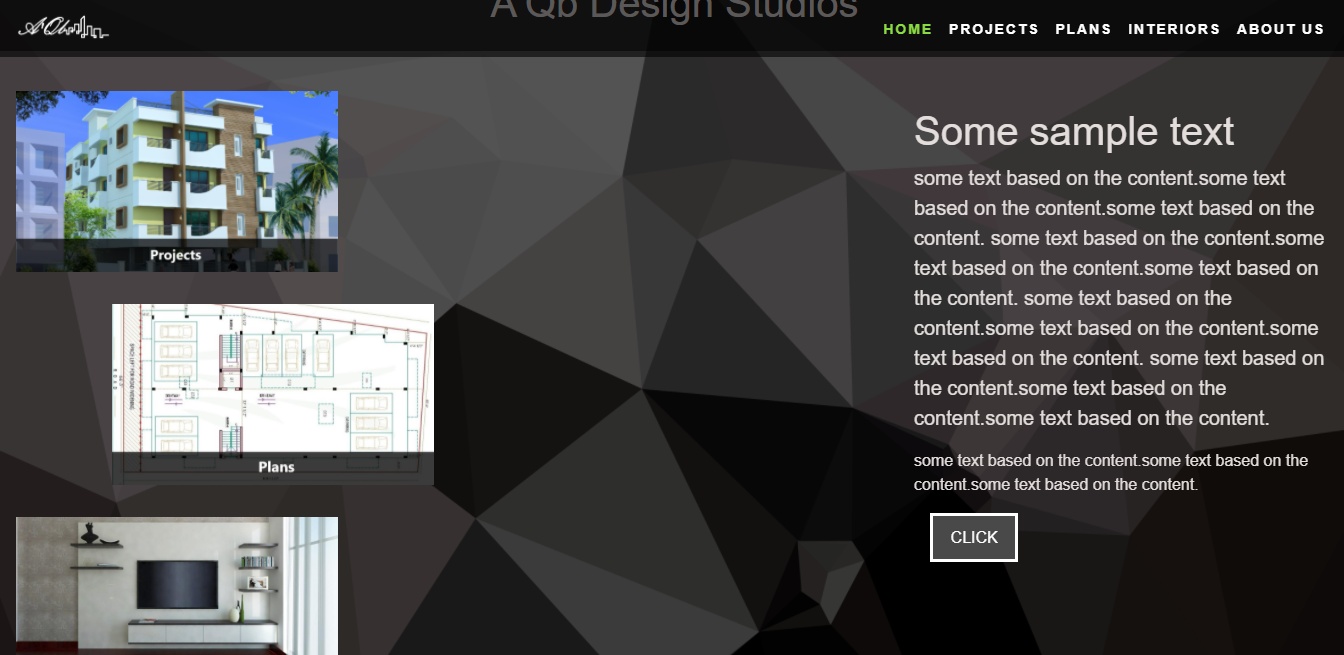 A Qb Design Studios
A Qb
HOME PROJECTS PLANS INTERIORS ABOUT US
Projects
Plans
Some sample text
some text based on the content.some text
based on the content.some text based on the
content. some text based on the content.some
text based on the content.some text based on
the content. some text based on the
content.some text based on the content.some
text based on the content. some text based on
the content.some text based on the
content.some text based on the content.
some text based on the content.some text based on the
content.some text based on the content.
CLICK